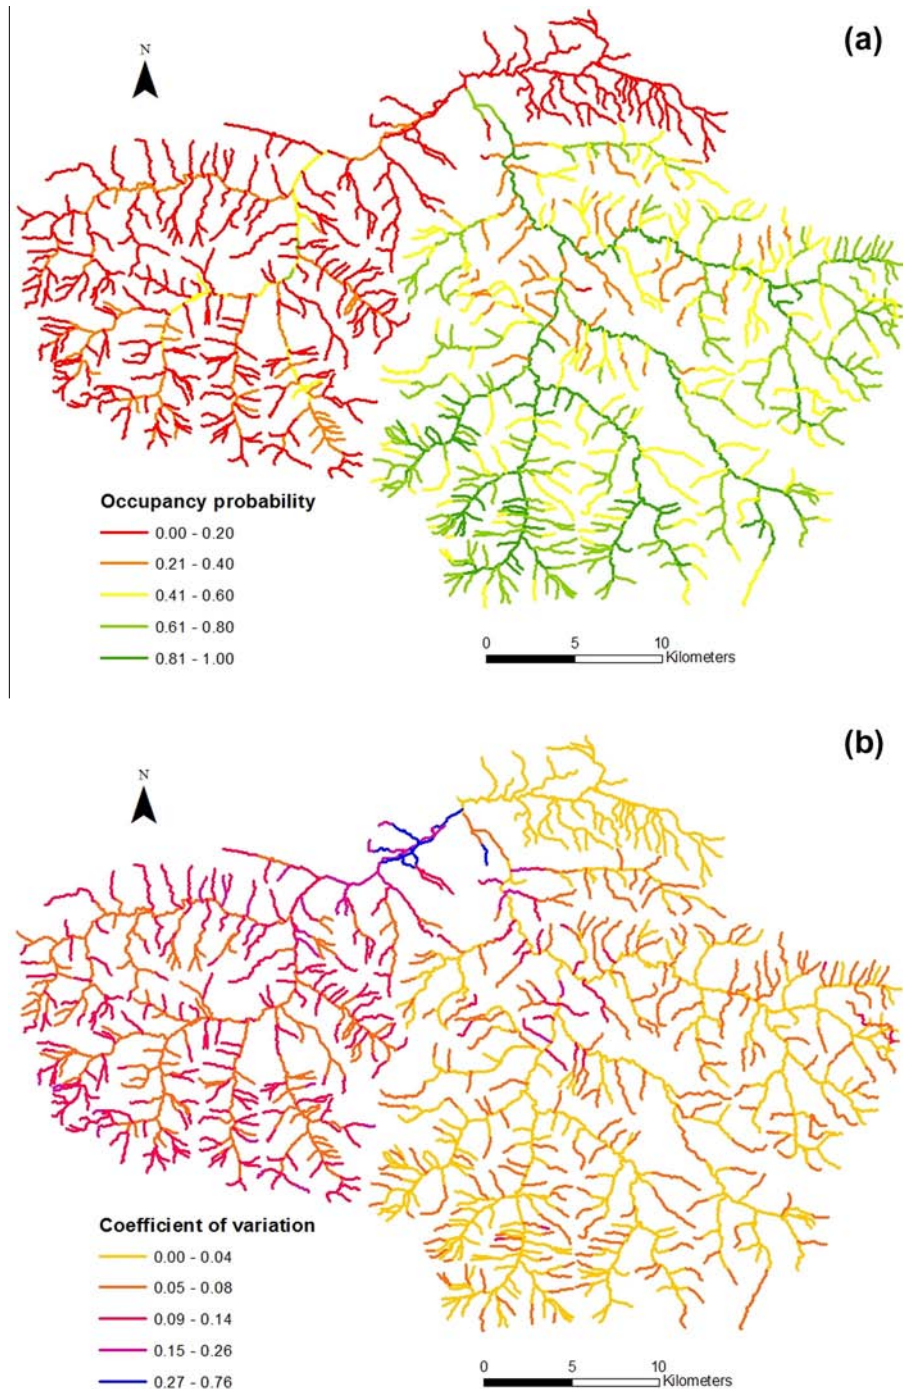 (a)
N
Occupancy probability
0.00 - 0.20
0.21 - 0.40
0.41 - 0.60
0.61 - 0.80
0.81 - 1.00
0 5 10
Kilometers
(b)
N
Coefficient of variation
0.00 - 0.04
0.05 - 0.08
0.09 - 0.14
0.15 - 0.26
0.27 - 0.76
0 5 10
Kilometers